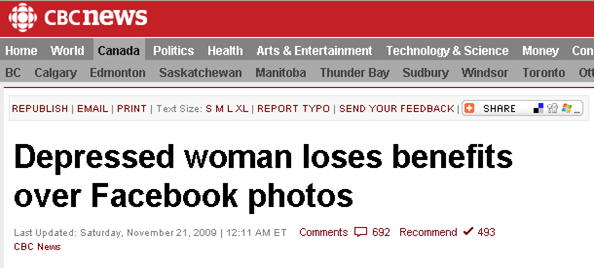 CBCnews
Home World Canada Politics Health Arts & Entertainment Technology & Science Money Con
BC Calgary Edmonton Saskatchewan Manitoba Thunder Bay Sudbury Windsor Toronto Ott
REPUBLISH | EMAIL | PRINT | Text Size: S M L XL | REPORT TYPO | SEND YOUR FEEDBACK | SHARE
Depressed woman loses benefits
over Facebook photos
Last Updated: Saturday, November 21, 2009 | 12:11 AM ET Comments 692 Recommend 493
CBC News